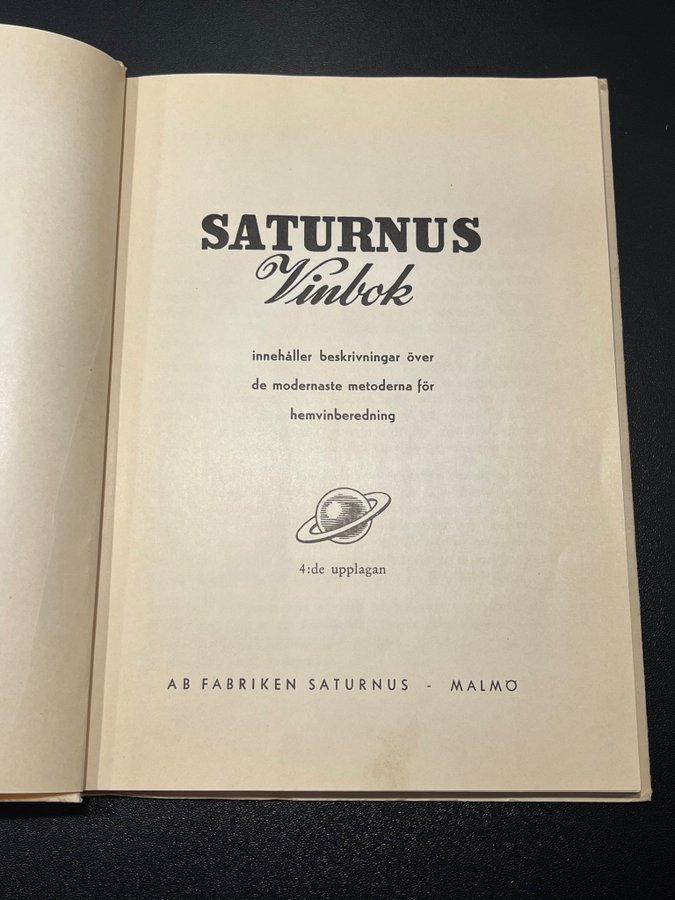 SATURNUS
Vinbok
innehåller beskrivningar över
de modernaste metoderna för
hemvinberedning
4:de upplagan
AB FABRIKEN SATURNUS - MALMÖ